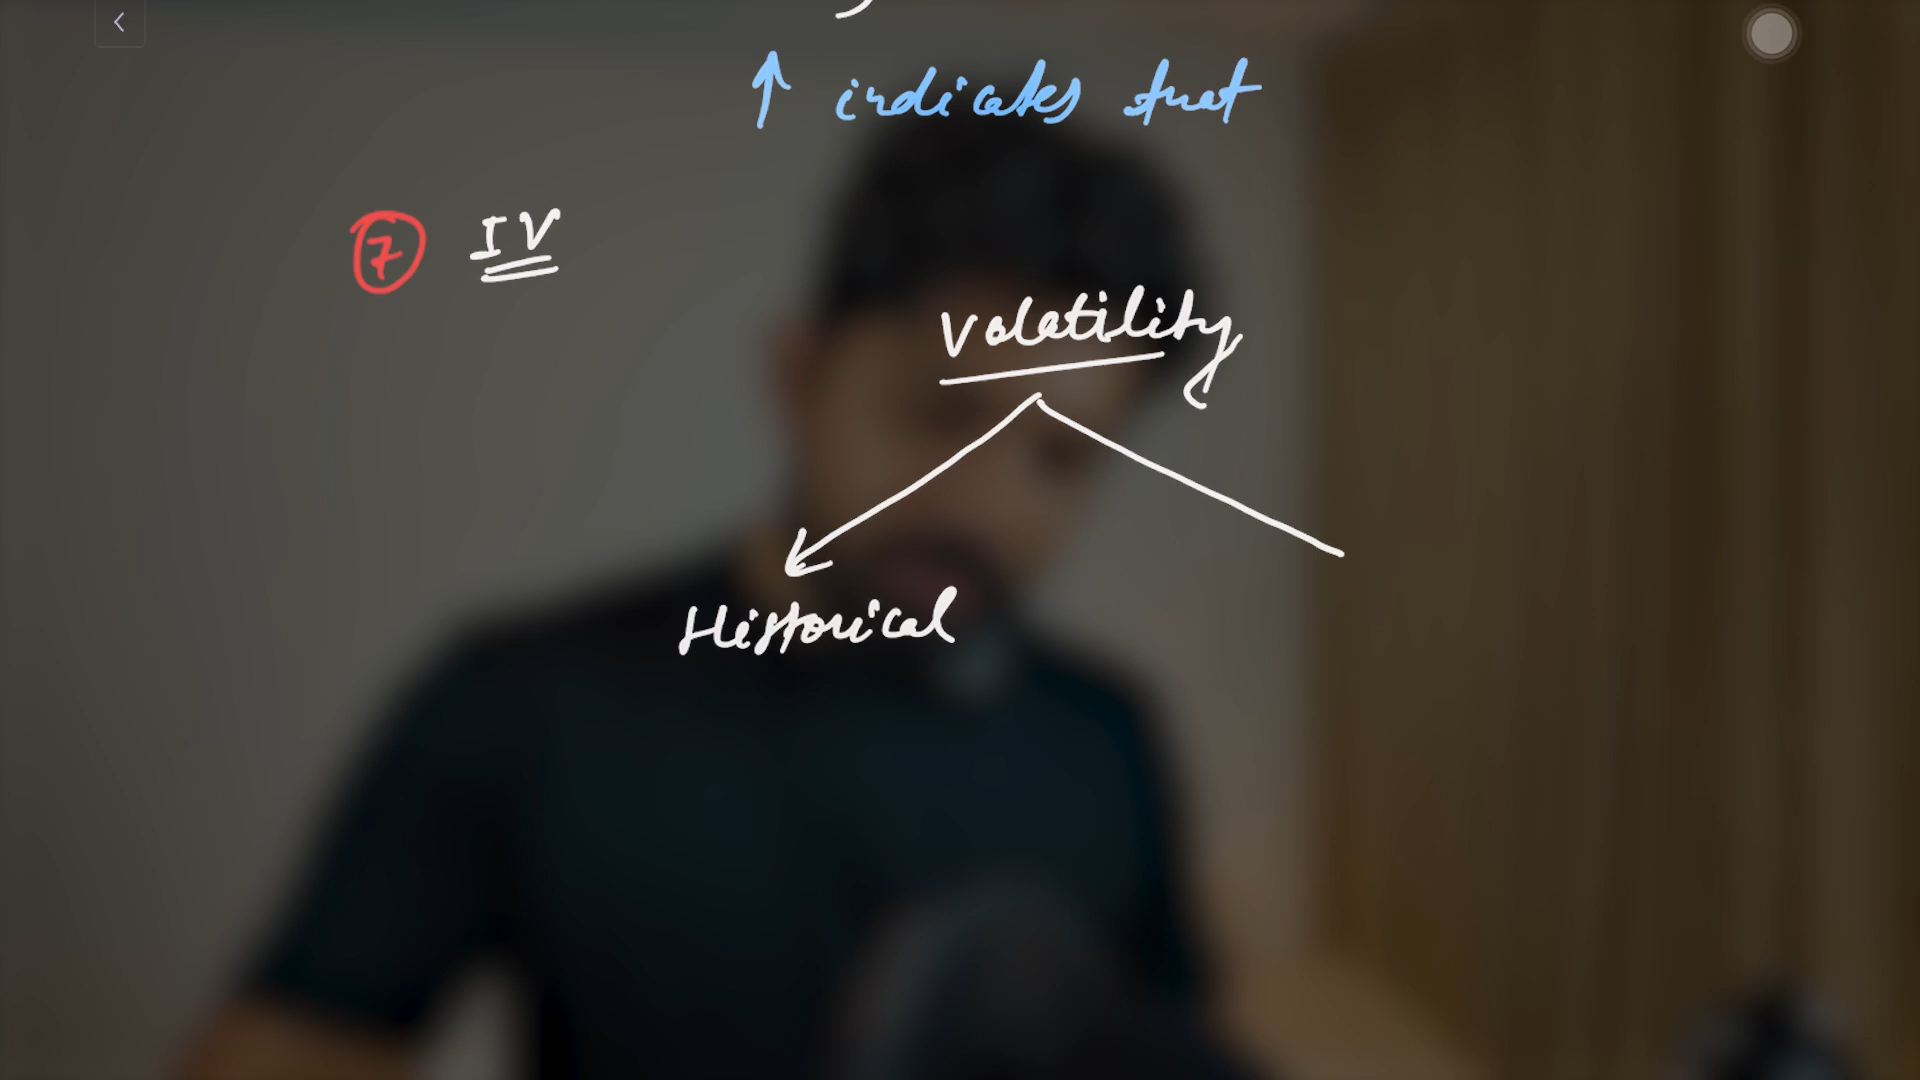 ↑ indicates that
7 IV
Volatility
Historical